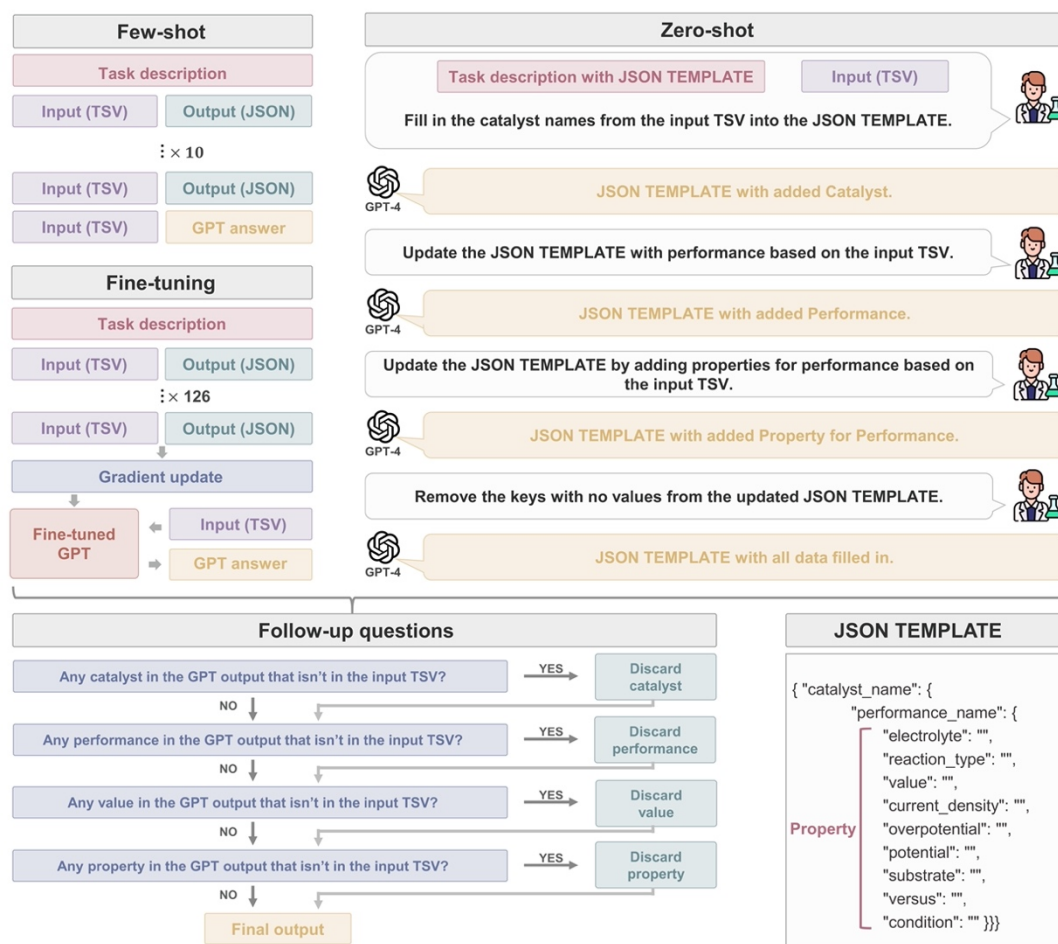 Few-shot
Task description
Input (TSV) Output (JSON)
⋮ × 10
Input (TSV) Output (JSON)
Input (TSV) GPT answer
Fine-tuning
Task description
Input (TSV) Output (JSON)
⋮ × 126
Input (TSV) Output (JSON)
Gradient update
Fine-tuned
GPT
Input (TSV)
GPT answer
Zero-shot
Task description with JSON TEMPLATE Input (TSV)
Fill in the catalyst names from the input TSV into the JSON TEMPLATE.
GPT-4
JSON TEMPLATE with added Catalyst.
Update the JSON TEMPLATE with performance based on the input TSV.
GPT-4
JSON TEMPLATE with added Performance.
Update the JSON TEMPLATE by adding properties for performance based on
the input TSV.
GPT-4
JSON TEMPLATE with added Property for Performance.
Remove the keys with no values from the updated JSON TEMPLATE.
GPT-4
JSON TEMPLATE with all data filled in.
Follow-up questions
Any catalyst in the GPT output that isn't in the input TSV?
YES
Discard
catalyst
NO
Any performance in the GPT output that isn't in the input TSV?
YES
Discard
performance
NO
Any value in the GPT output that isn't in the input TSV?
YES
Discard
value
NO
Any property in the GPT output that isn't in the input TSV?
YES
Discard
property
NO
Final output
JSON TEMPLATE
{ "catalyst_name": {
"performance_name": {
"electrolyte": "",
"reaction_type": "",
"value": "",
"current_density": "",
Property
"overpotential": "",
"potential": "",
"substrate": "",
"versus": "",
"condition": "" }}}